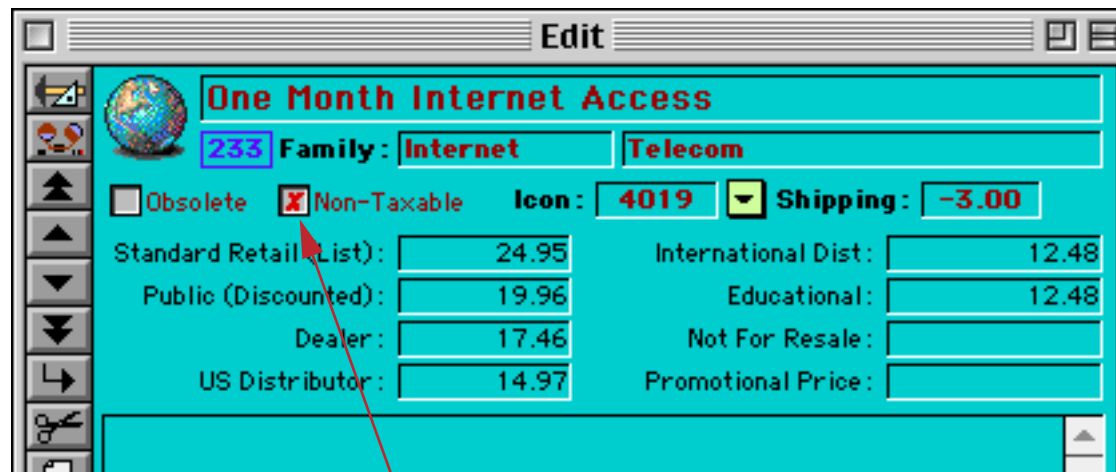 Edit
One Month Internet Access
233 Family: Internet Telecom
Obsolete Non-Taxable Icon: 4019 Shipping: -3.00
Standard Retail (List): 24.95 International Dist: 12.48
Public (Discounted): 19.96 Educational: 12.48
Dealer: 17.46 Not For Resale:
US Distributor: 14.97 Promotional Price: